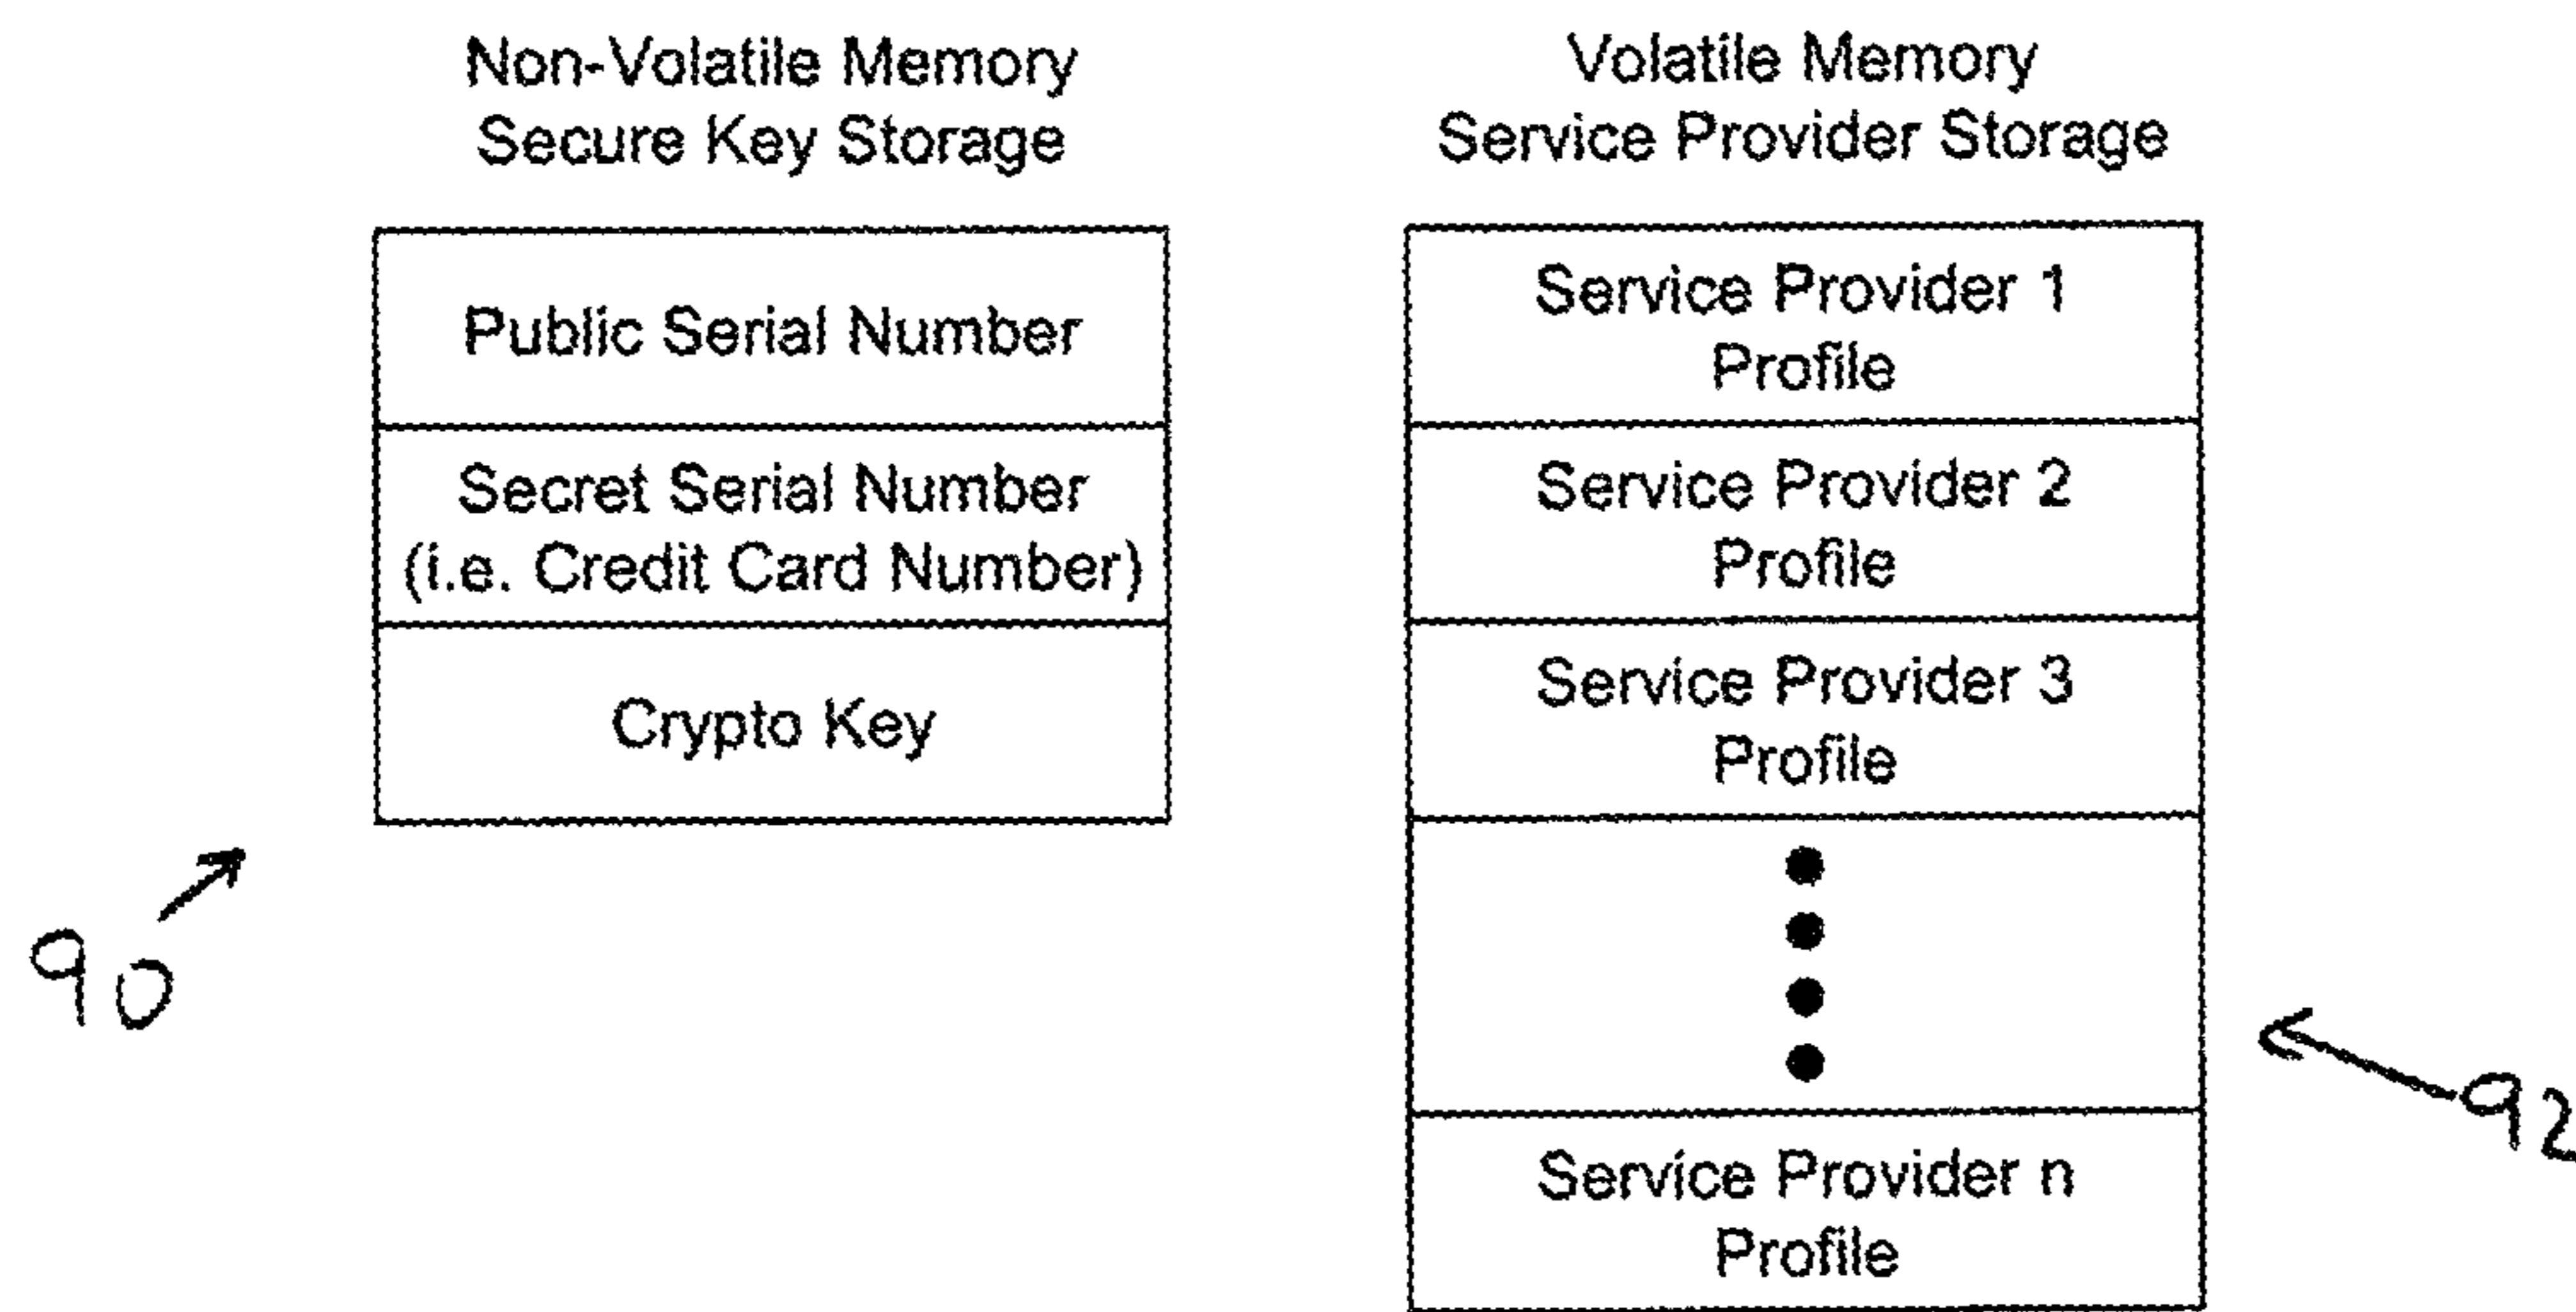 Non-Volatile Memory
Secure Key Storage
Public Serial Number
Secret Serial Number
(i.e. Credit Card Number)
Crypto Key
90
Volatile Memory
Service Provider Storage
Service Provider 1
Profile
Service Provider 2
Profile
Service Provider 3
Profile
Service Provider n
Profile
92